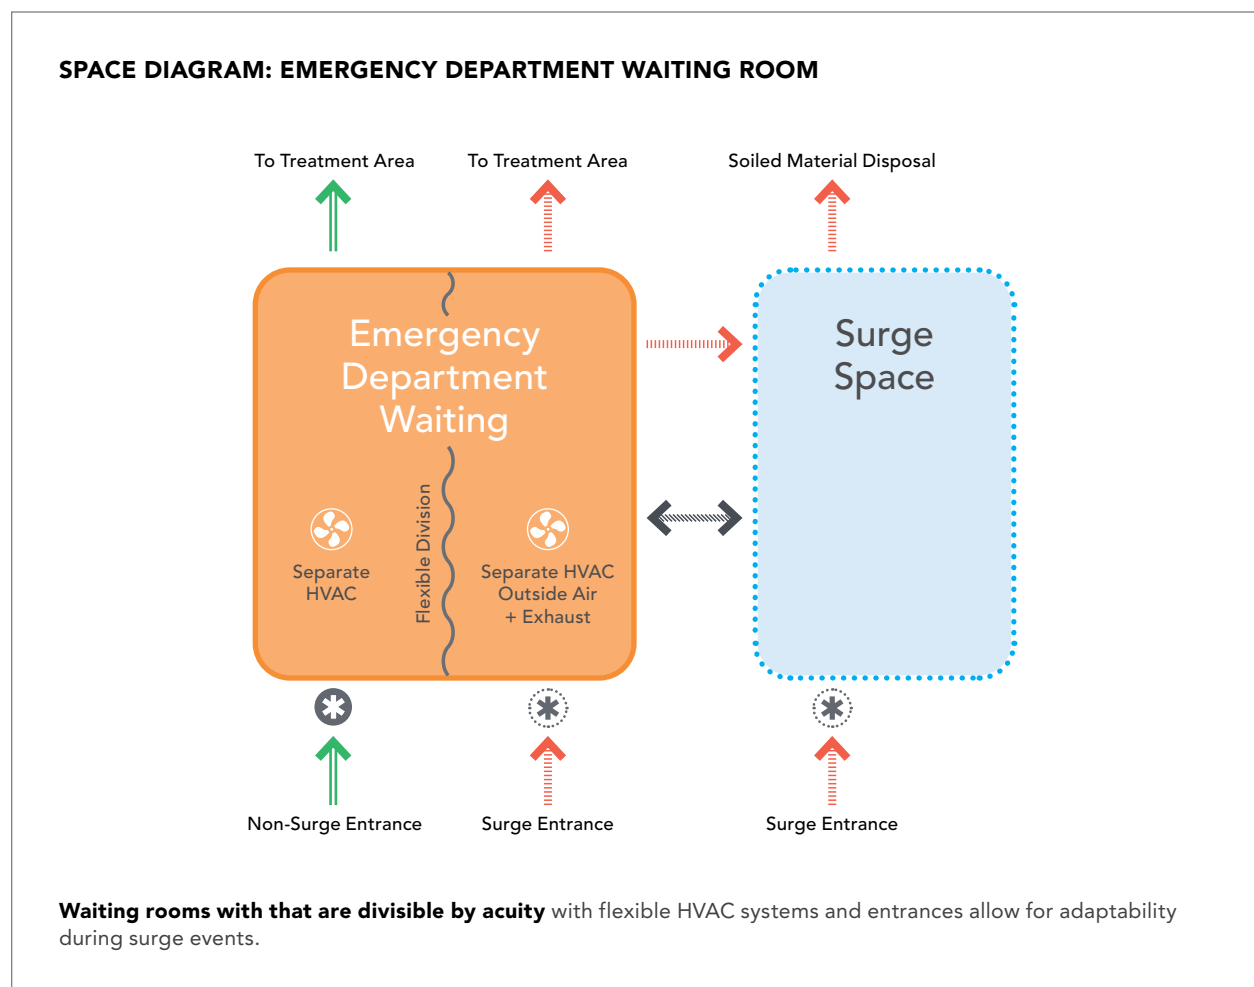 SPACE DIAGRAM: EMERGENCY DEPARTMENT WAITING ROOM
To Treatment Area
To Treatment Area
Soiled Material Disposal
Emergency
Department
Waiting
Surge
Space
Flexible Division
Separate
HVAC
Separate HVAC
Outside Air
+ Exhaust
Non-Surge Entrance
Surge Entrance
Surge Entrance
Waiting rooms with that are divisible by acuity with flexible HVAC systems and entrances allow for adaptability
during surge events.